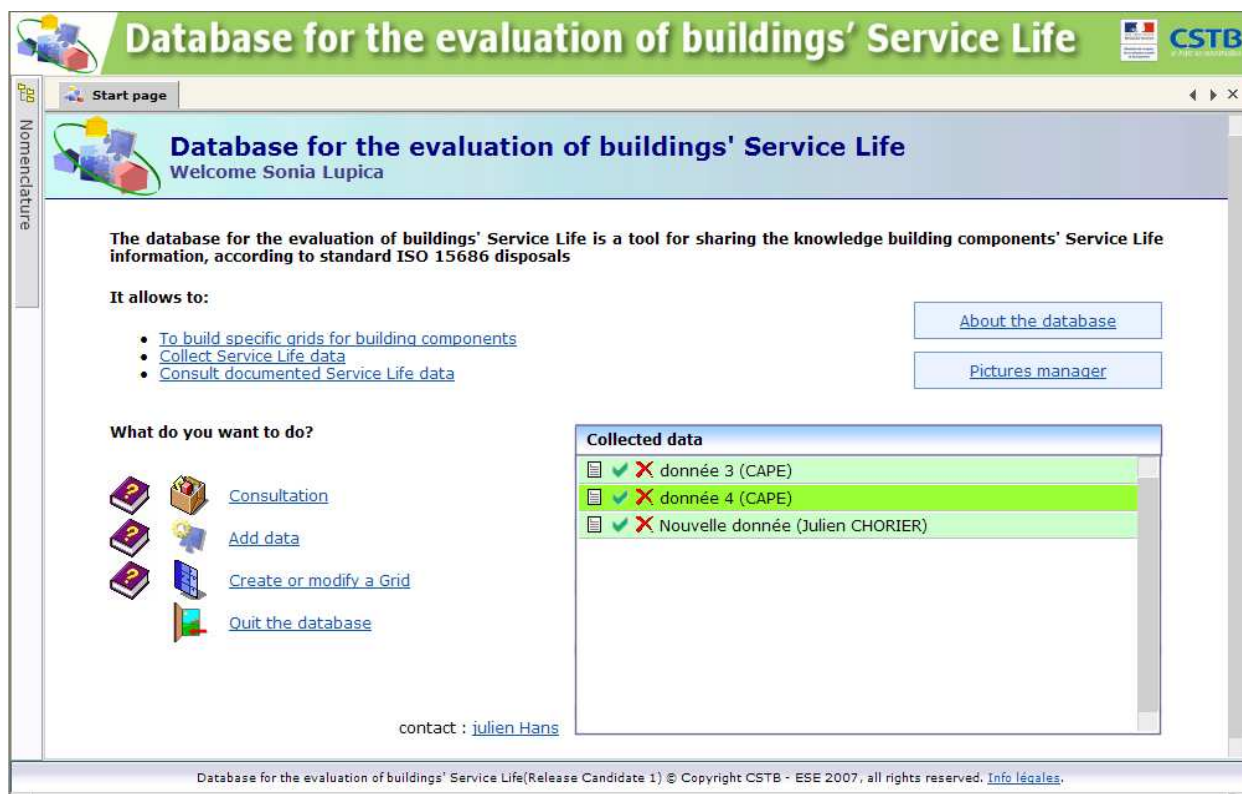 Database for the evaluation of buildings' Service Life
CSTB
Start page
Nomenclature
Database for the evaluation of buildings' Service Life
Welcome Sonia Lupica
The database for the evaluation of buildings' Service Life is a tool for sharing the knowledge building components' Service Life
information, according to standard ISO 15686 disposals
It allows to:
To build specific grids for building components
Collect Service Life data
Consult documented Service Life data
About the database
Pictures manager
What do you want to do?
Consultation
Add data
Create or modify a Grid
Quit the database
Collected data
donnée 3 (CAPE)
donnée 4 (CAPE)
Nouvelle donnée (Julien CHORIER)
contact : julien Hans
Database for the evaluation of buildings' Service Life(Release Candidate 1) © Copyright CSTB - ESE 2007, all rights reserved. Info légales.